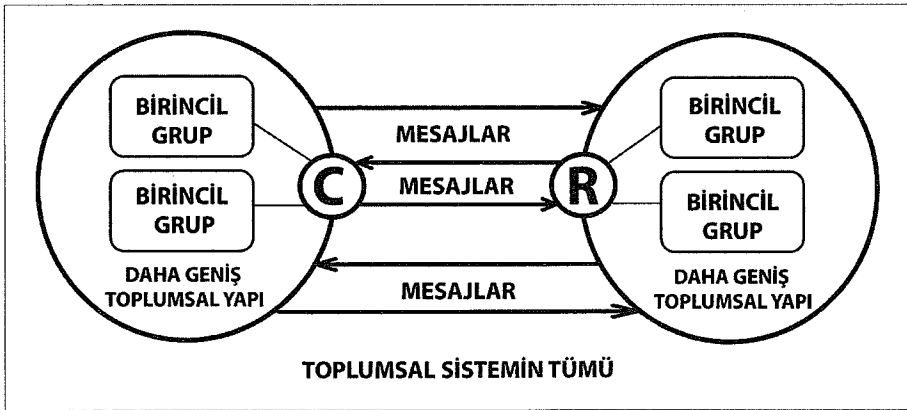 BİRİNCİL
GRUP
BİRİNCİL
GRUP
DAHA GENİŞ
TOPLUMSAL YAPI
C
MESAJLAR
MESAJLAR
MESAJLAR
R
BİRİNCİL
GRUP
BİRİNCİL
GRUP
DAHA GENİŞ
TOPLUMSAL YAPI
TOPLUMSAL SİSTEMİN TÜMÜ